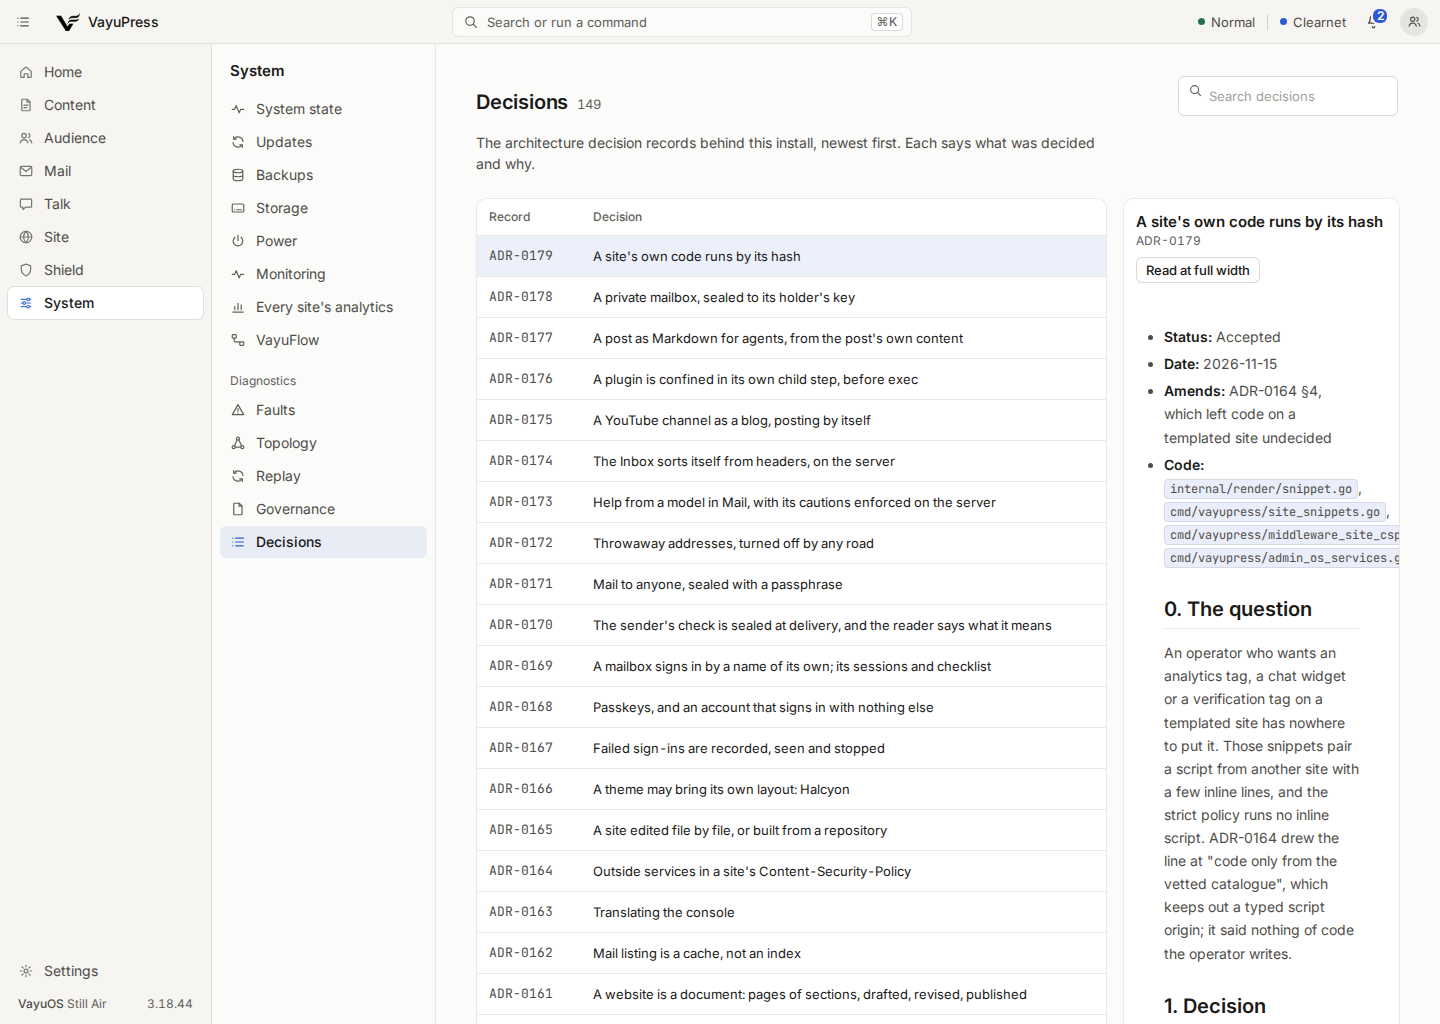 VayuPress
Search or run a command
⌘K
Normal
Clearnet
2
Home
Content
Audience
Mail
Talk
Site
Shield
System
Settings
VayuOS Still Air
3.18.44
System
System state
Updates
Backups
Storage
Power
Monitoring
Every site's analytics
VayuFlow
Diagnostics
Faults
Topology
Replay
Governance
Decisions
Decisions 149
Search decisions
The architecture decision records behind this install, newest first. Each says what was decided
and why.
Record Decision
ADR-0179 A site's own code runs by its hash
ADR-0178 A private mailbox, sealed to its holder's key
ADR-0177 A post as Markdown for agents, from the post's own content
ADR-0176 A plugin is confined in its own child step, before exec
ADR-0175 A YouTube channel as a blog, posting by itself
ADR-0174 The Inbox sorts itself from headers, on the server
ADR-0173 Help from a model in Mail, with its cautions enforced on the server
ADR-0172 Throwaway addresses, turned off by any road
ADR-0171 Mail to anyone, sealed with a passphrase
ADR-0170 The sender's check is sealed at delivery, and the reader says what it means
ADR-0169 A mailbox signs in by a name of its own; its sessions and checklist
ADR-0168 Passkeys, and an account that signs in with nothing else
ADR-0167 Failed sign-ins are recorded, seen and stopped
ADR-0166 A theme may bring its own layout: Halcyon
ADR-0165 A site edited file by file, or built from a repository
ADR-0164 Outside services in a site's Content-Security-Policy
ADR-0163 Translating the console
ADR-0162 Mail listing is a cache, not an index
ADR-0161 A website is a document: pages of sections, drafted, revised, published
A site's own code runs by its hash
ADR-0179
Read at full width
Status: Accepted
Date: 2026-11-15
Amends: ADR-0164 §4,
which left code on a
templated site undecided
Code:
internal/render/snippet.go,
cmd/vayupress/site_snippets.go,
cmd/vayupress/middleware_site_csp
cmd/vayupress/admin_os_services.g
0. The question
An operator who wants an
analytics tag, a chat widget
or a verification tag on a
templated site has nowhere
to put it. Those snippets pair
a script from another site with
a few inline lines, and the
strict policy runs no inline
script. ADR-0164 drew the
line at "code only from the
vetted catalogue", which
keeps out a typed script
origin; it said nothing of code
the operator writes.
1. Decision